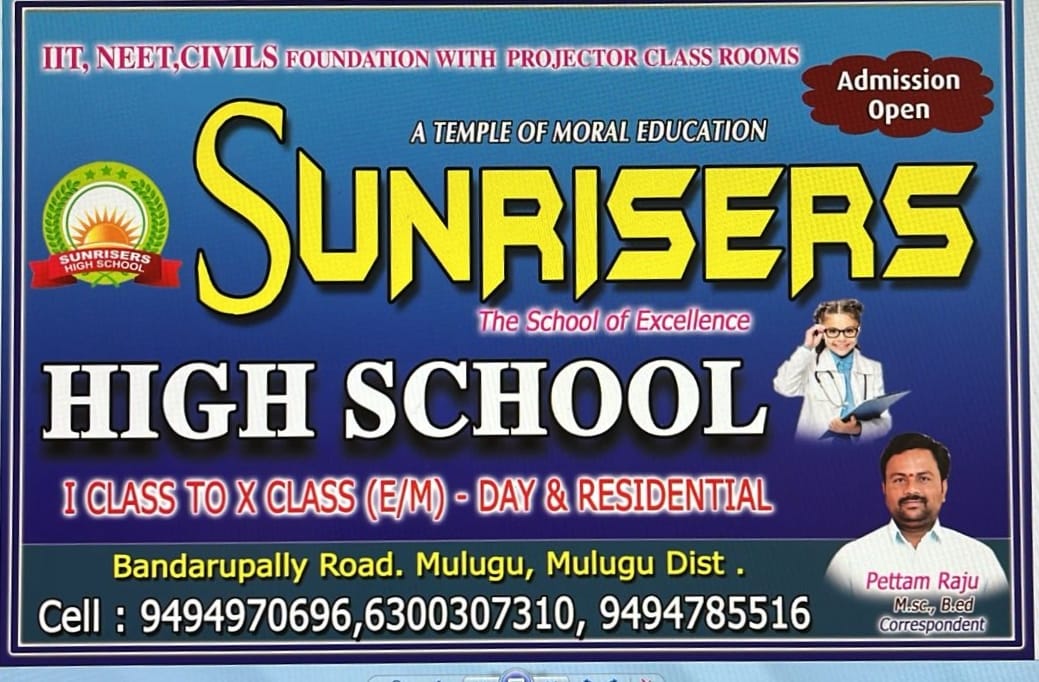 IIT, NEET,CIVILS FOUNDATION WITH PROJECTOR CLASS ROOMS
Admission
Open
A TEMPLE OF MORAL EDUCATION
SUNRISERS
SUNRISERS
HIGH SCHOOL
The School of Excellence
HIGH SCHOOL
I CLASS TO X CLASS (E/M) - DAY & RESIDENTIAL
Bandarupally Road. Mulugu, Mulugu Dist .
Cell : 9494970696,6300307310, 9494785516
Pettam Raju
M.sc., B.ed
Correspondent